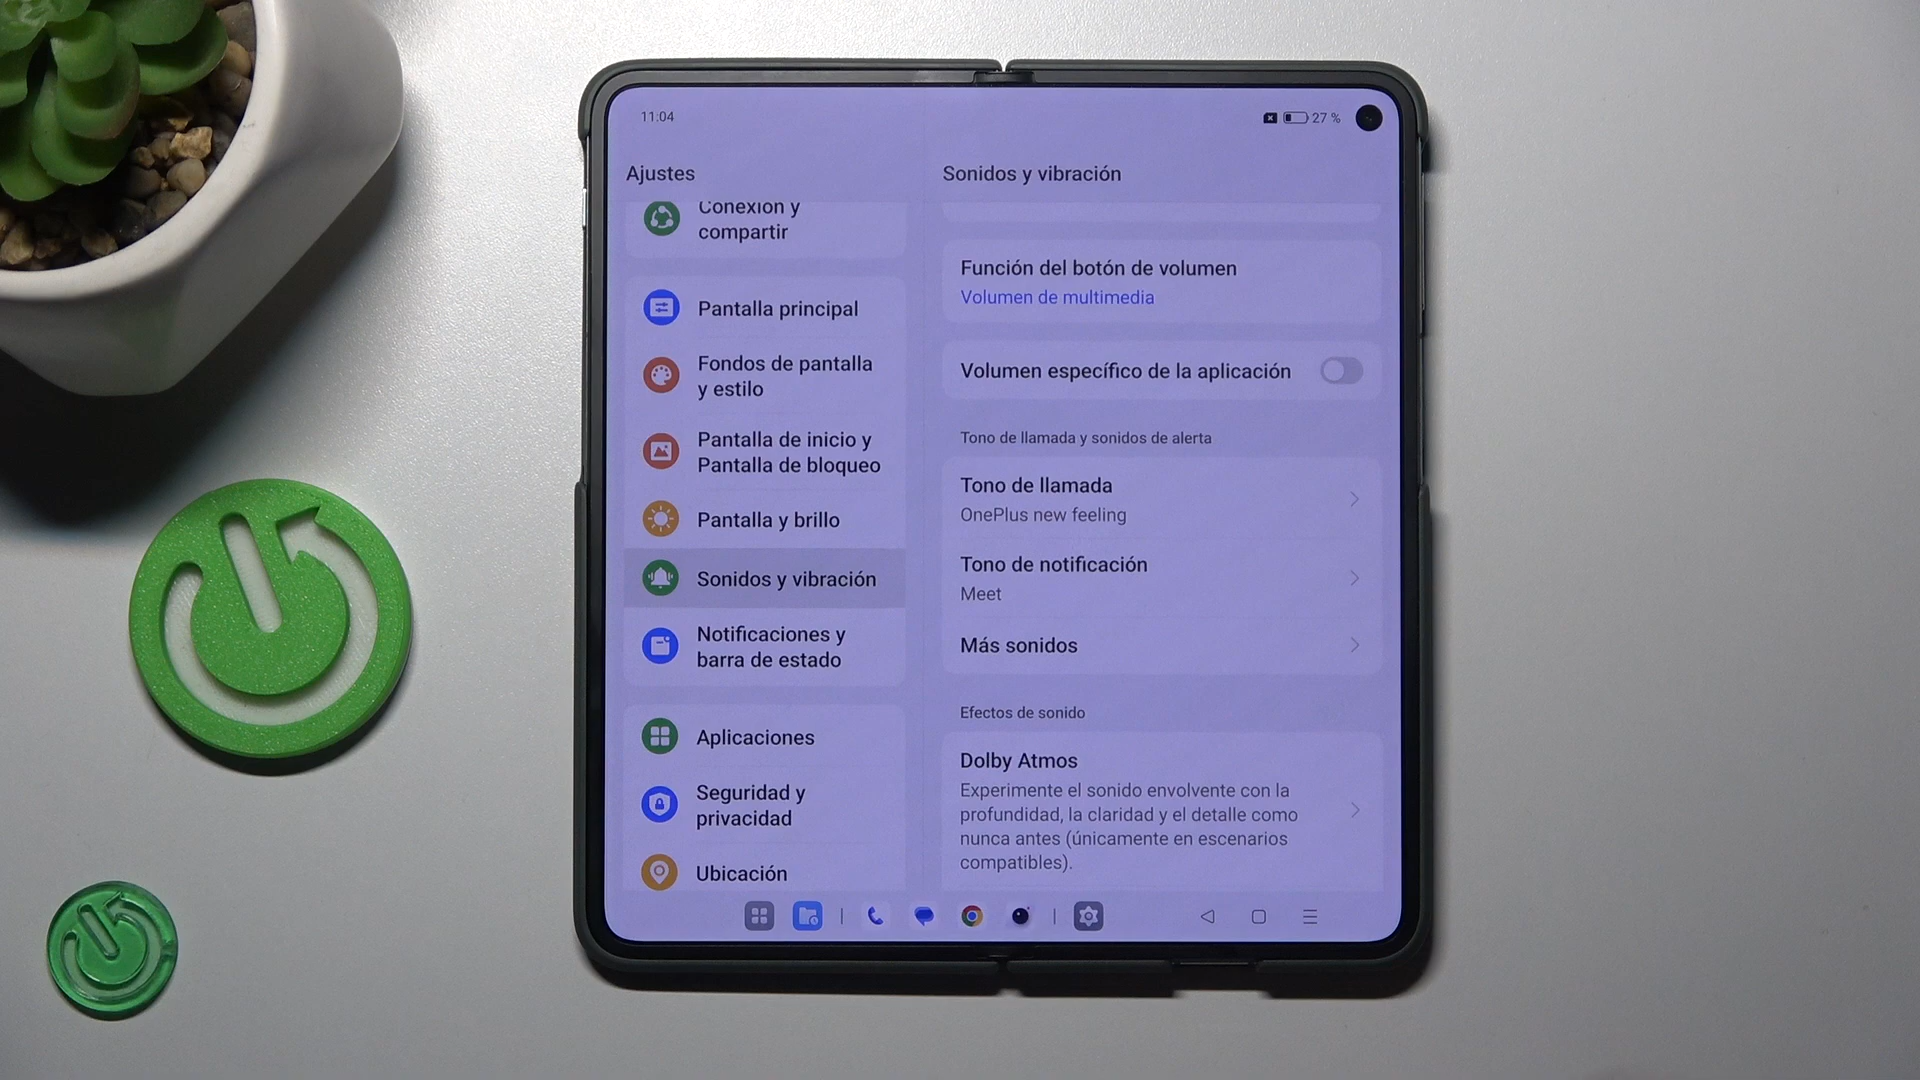 11:04
27 %
Ajustes
Conexión y
compartir
Pantalla principal
Fondos de pantalla
y estilo
Pantalla de inicio y
Pantalla de bloqueo
Pantalla y brillo
Sonidos y vibración
Notificaciones y
barra de estado
Aplicaciones
Seguridad y
privacidad
Ubicación
Sonidos y vibración
Función del botón de volumen
Volumen de multimedia
Volumen específico de la aplicación
Tono de llamada y sonidos de alerta
Tono de llamada
OnePlus new feeling
Tono de notificación
Meet
Más sonidos
Efectos de sonido
Dolby Atmos
Experimente el sonido envolvente con la
profundidad, la claridad y el detalle como
nunca antes (únicamente en escenarios
compatibles).